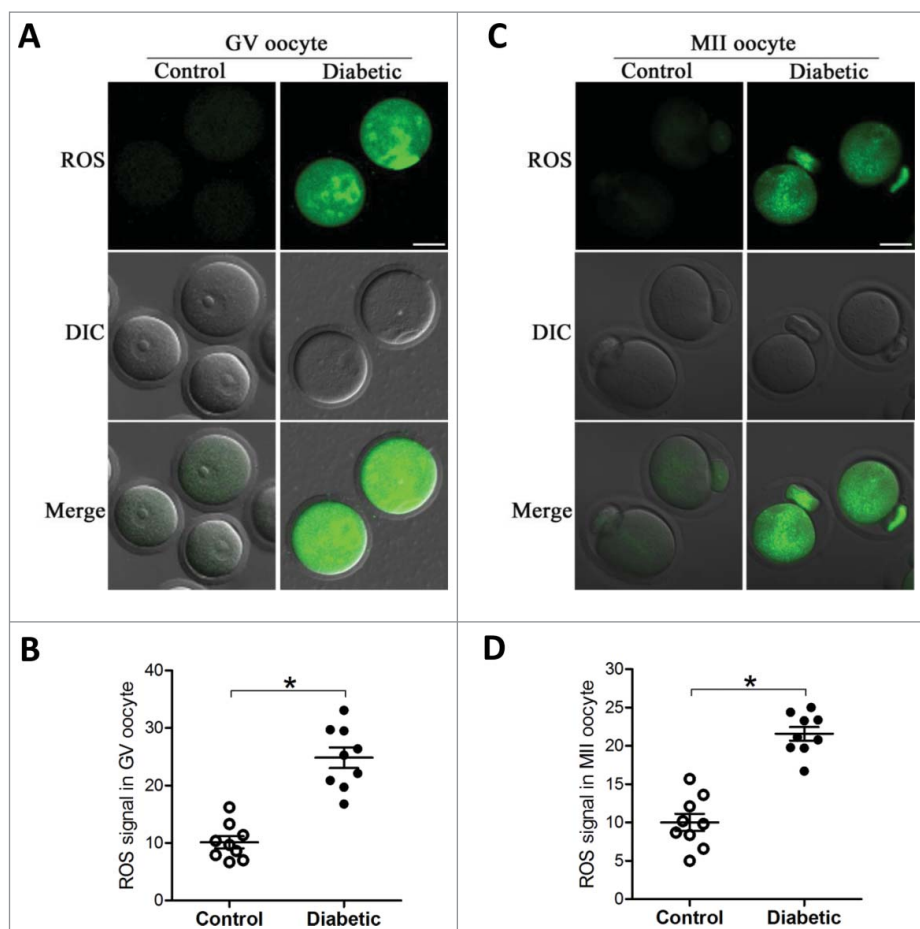 A
GV oocyte
Control Diabetic
ROS
DIC
Merge
C
MII oocyte
Control Diabetic
ROS
DIC
Merge
B
ROS signal in GV oocyte
40
30
20
10
0
*
Control Diabetic
D
ROS signal in MII oocyte
30
25
20
15
10
5
0
*
Control Diabetic